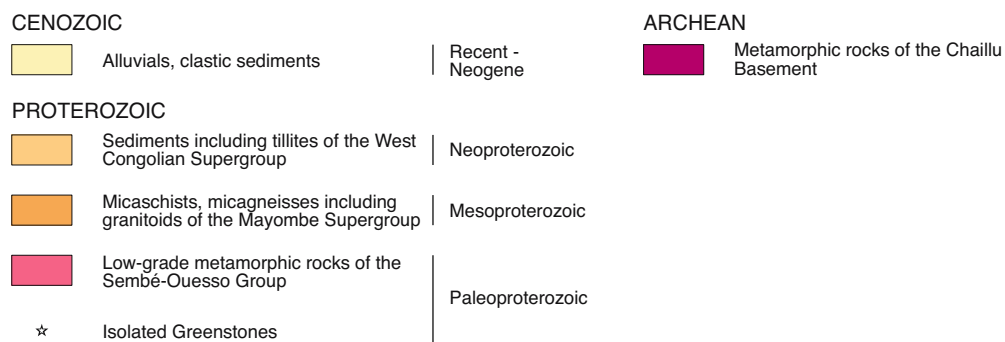 CENOZOIC
Alluvials, clastic sediments
Recent -
Neogene
PROTEROZOIC
Sediments including tillites of the West
Congolian Supergroup
Neoproterozoic
Micaschists, micagneisses including
granitoids of the Mayombe Supergroup
Mesoproterozoic
Low-grade metamorphic rocks of the
Sembé-Ouesso Group
Paleoproterozoic
Isolated Greenstones
ARCHEAN
Metamorphic rocks of the Chaillu
Basement